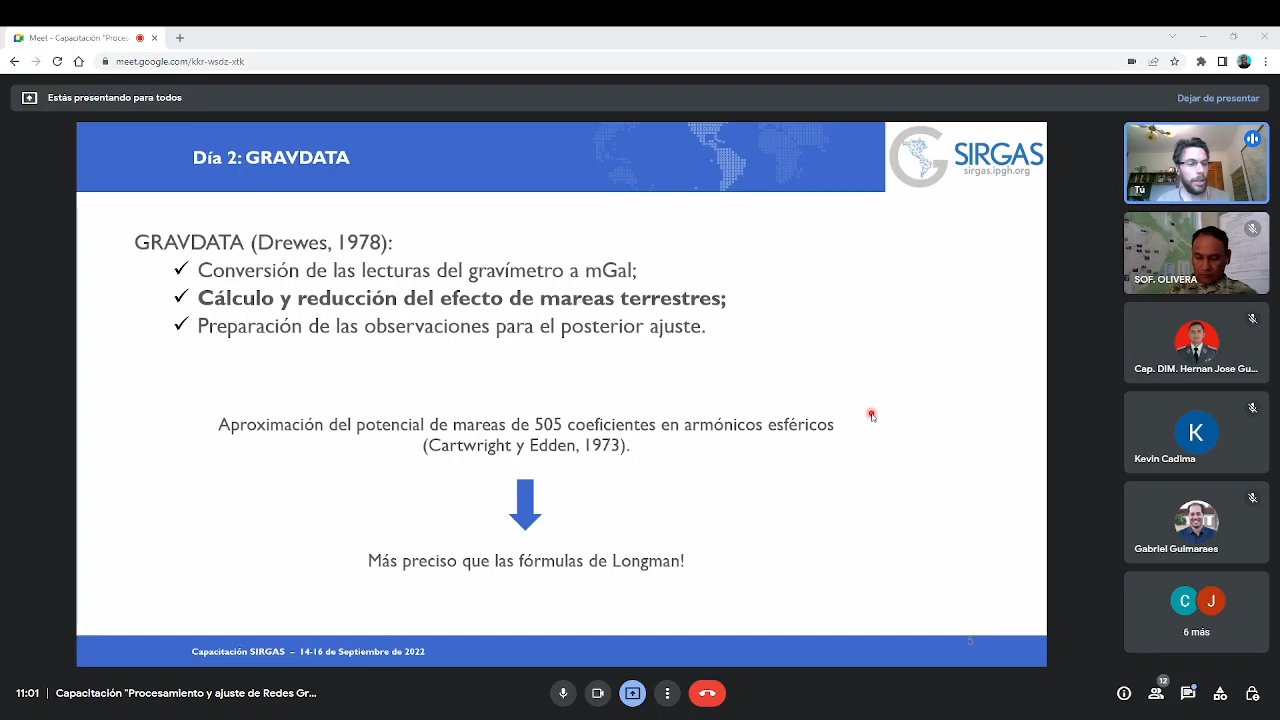 Meet - Capacitación "Proces
meet.google.com/kkr-wsdz-xtk
Estás presentando para todos
Dejar de presentar
Día 2: GRAVDATA
SIRGAS
sirgas.ipgh.org
GRAVDATA (Drewes, 1978):
✓ Conversión de las lecturas del gravímetro a mGal;
✓ Cálculo y reducción del efecto de mareas terrestres;
✓ Preparación de las observaciones para el posterior ajuste.
Aproximación del potencial de mareas de 505 coeficientes en armónicos esféricos
(Cartwright y Edden, 1973).
Más preciso que las fórmulas de Longman!
Capacitación SIRGAS – 14-16 de Septiembre de 2022
5
Tú
SOF. OLIVERA
Cap. DIM. Hernan Jose Gu...
K
Kevin Cadima
Gabriel Guimaraes
C
J
6 más
11:01 | Capacitación "Procesamiento y ajuste de Redes Gr...
12